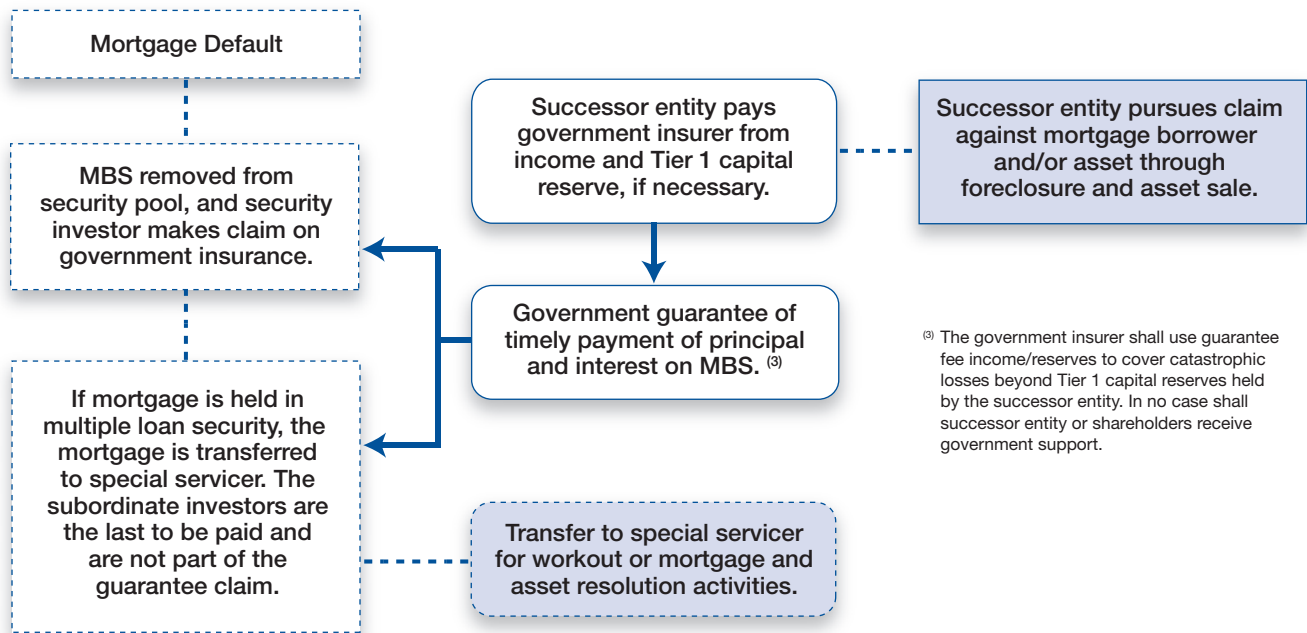 Mortgage Default
MBS removed from
security pool, and security
investor makes claim on
government insurance.
If mortgage is held in
multiple loan security, the
mortgage is transferred
to special servicer. The
subordinate investors are
the last to be paid and
are not part of the
guarantee claim.
Successor entity pays
government insurer from
income and Tier 1 capital
reserve, if necessary.
Government guarantee of
timely payment of principal
and interest on MBS. (3)
Transfer to special servicer
for workout or mortgage and
asset resolution activities.
Successor entity pursues claim
against mortgage borrower
and/or asset through
foreclosure and asset sale.
(3) The government insurer shall use guarantee
fee income/reserves to cover catastrophic
losses beyond Tier 1 capital reserves held
by the successor entity. In no case shall
successor entity or shareholders receive
government support.